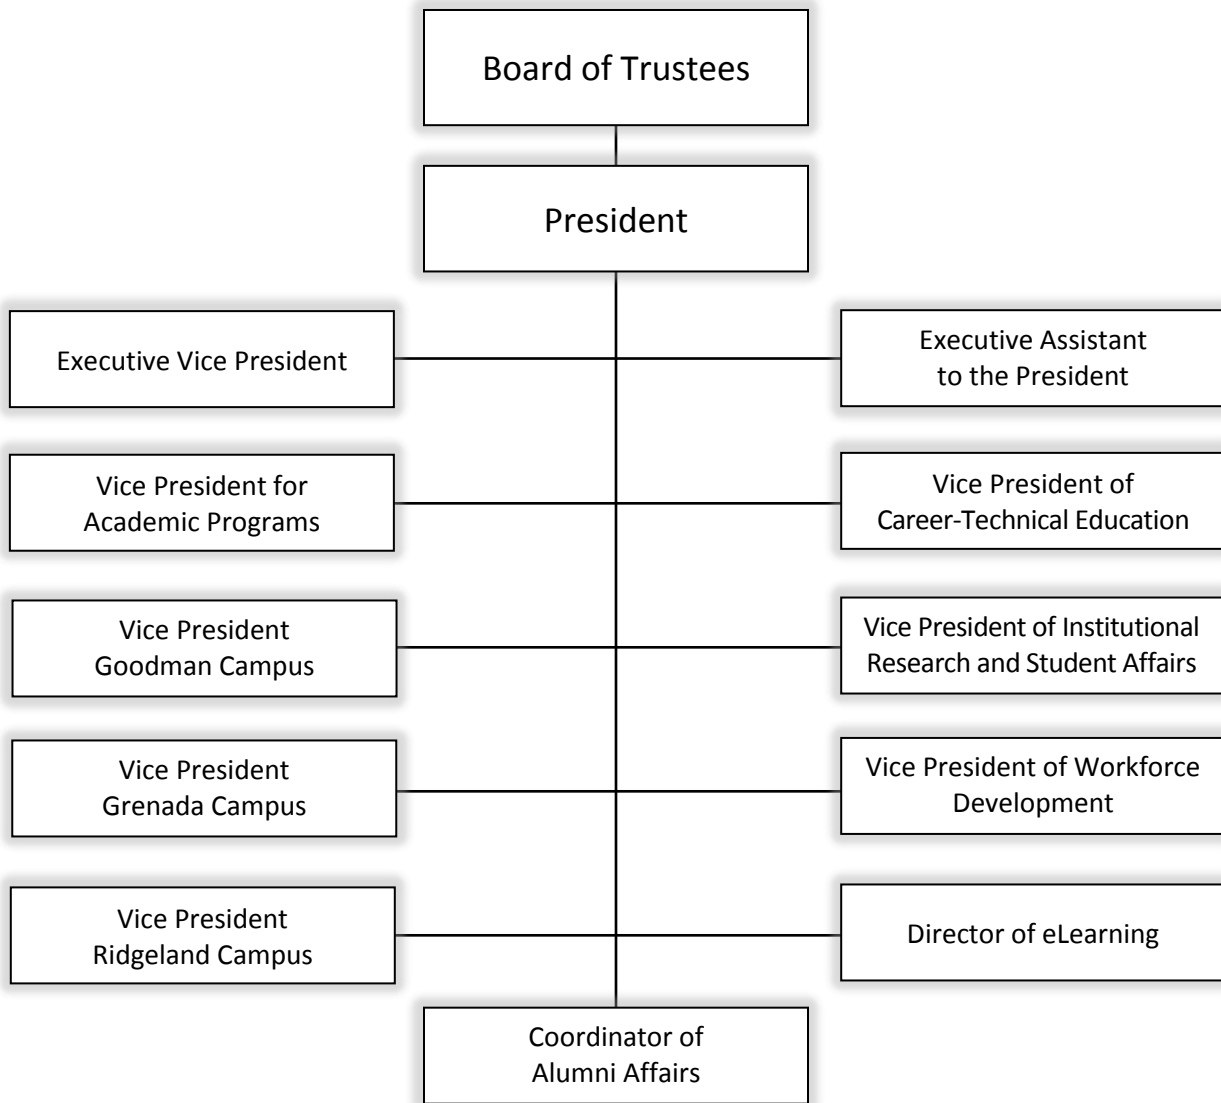 Board of Trustees
President
Executive Vice President
Executive Assistant
to the President
Vice President for
Academic Programs
Vice President of
Career-Technical Education
Vice President
Goodman Campus
Vice President of Institutional
Research and Student Affairs
Vice President
Grenada Campus
Vice President of Workforce
Development
Vice President
Ridgeland Campus
Director of eLearning
Coordinator of
Alumni Affairs